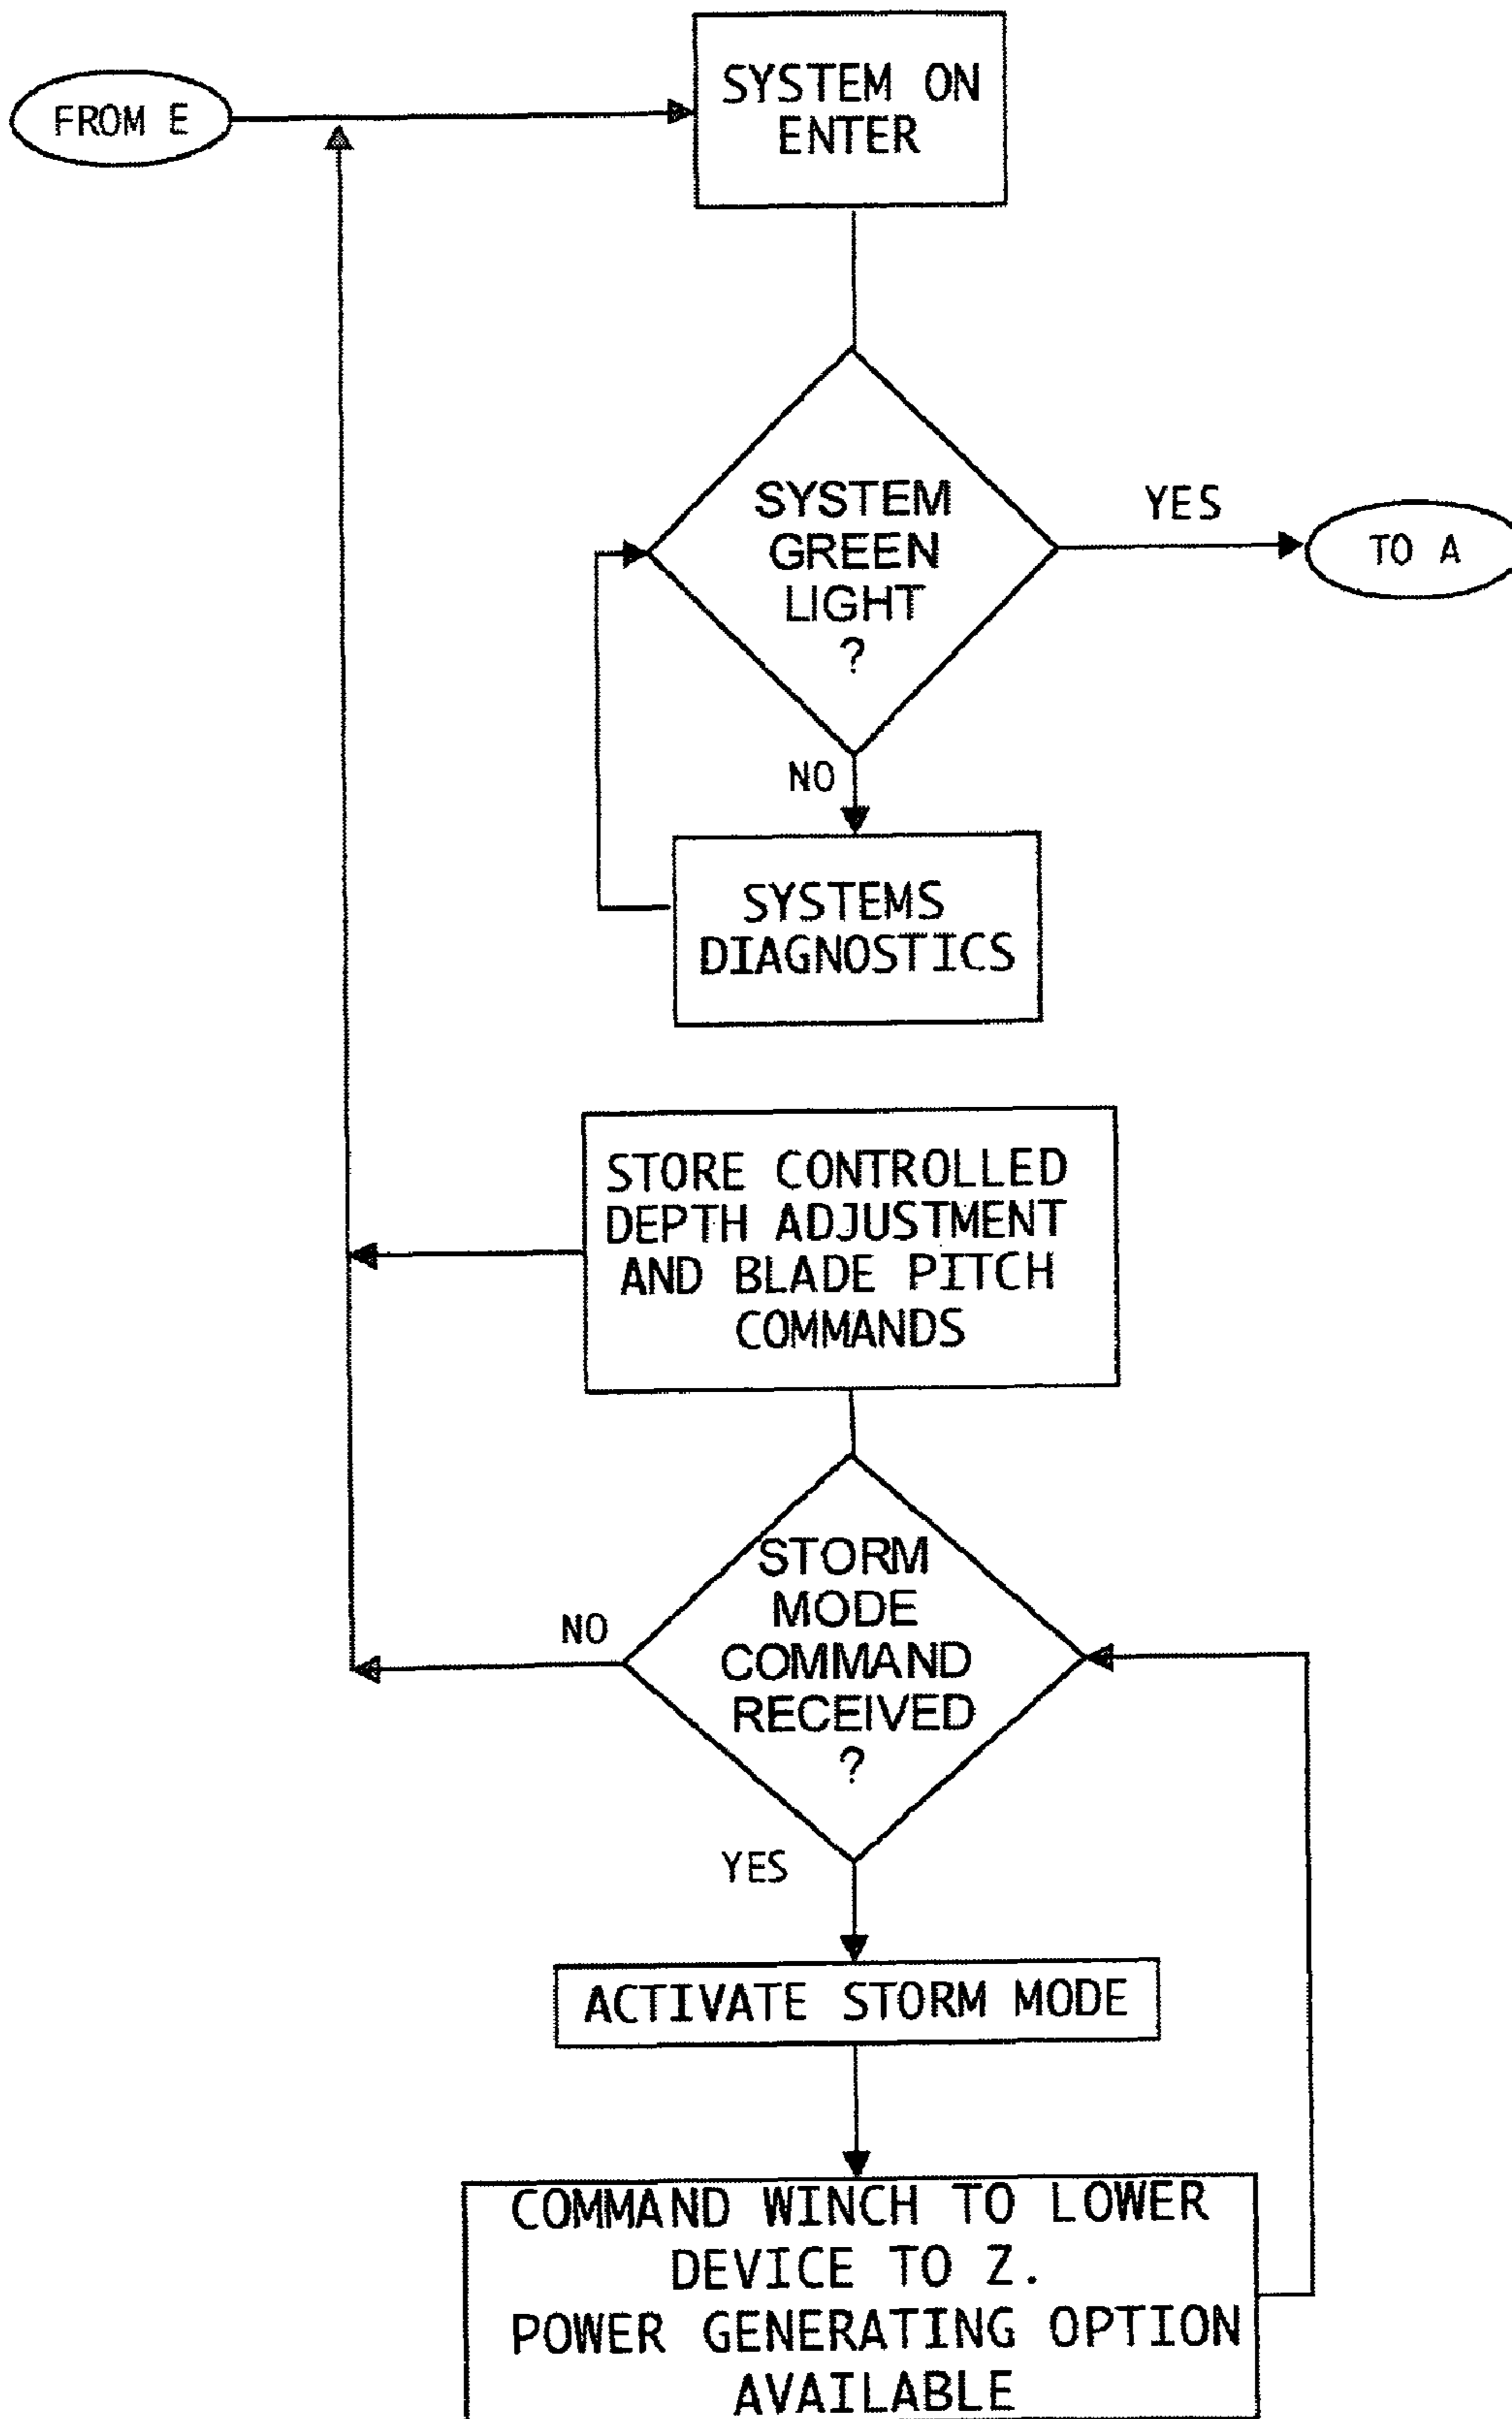 FROM E
SYSTEM ON
ENTER
SYSTEM
GREEN
LIGHT
?
YES
TO A
NO
SYSTEMS
DIAGNOSTICS
STORE CONTROLLED
DEPTH ADJUSTMENT
AND BLADE PITCH
COMMANDS
STORM
MODE
COMMAND
RECEIVED
?
NO
YES
ACTIVATE STORM MODE
COMMAND WINCH TO LOWER
DEVICE TO Z.
POWER GENERATING OPTION
AVAILABLE